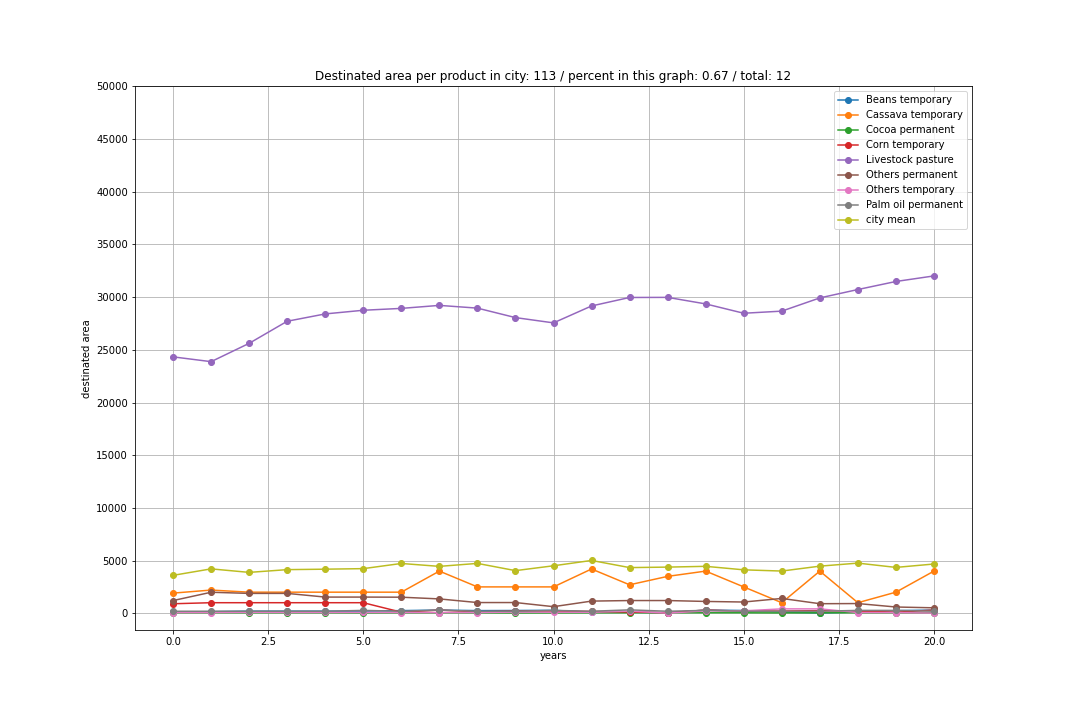 Destinated area per product in city: 113 / percent in this graph: 0.67 / total: 12
50000
45000
40000
35000
30000
25000
20000
15000
10000
5000
0
destinated area
Beans temporary
Cassava temporary
Cocoa permanent
Corn temporary
Livestock pasture
Others permanent
Others temporary
Palm oil permanent
city mean
0.0 2.5 5.0 7.5 10.0 12.5 15.0 17.5 20.0
years